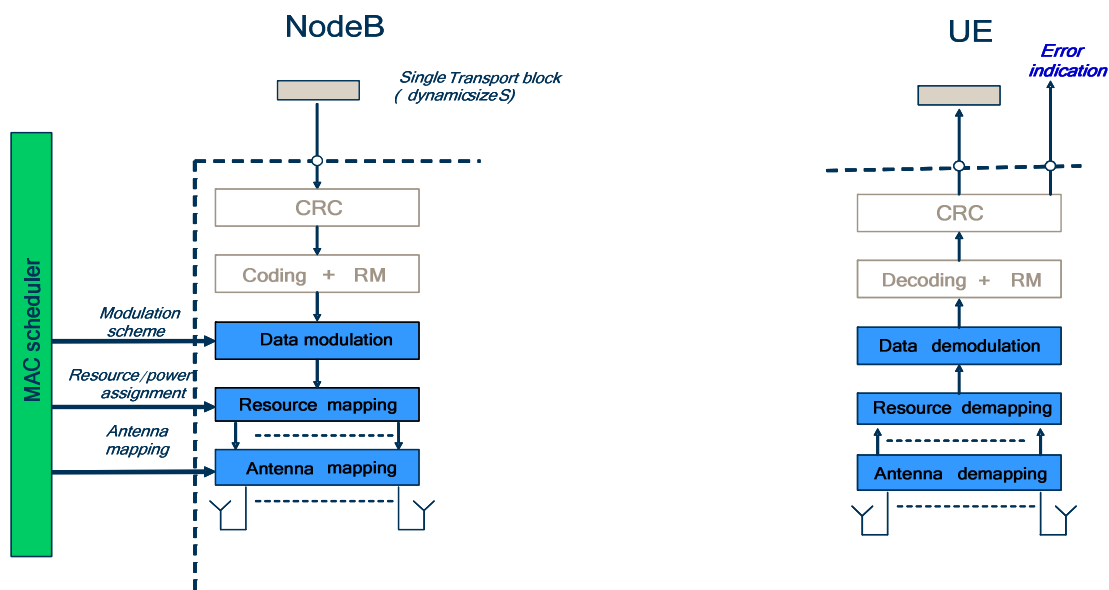 NodeB
UE
Single Transport block
( dynamicsizeS)
Error
indication
MAC scheduler
CRC
CRC
Coding + RM
Decoding + RM
Modulation
scheme
Data modulation
Data demodulation
Resource/power
assignment
Resource mapping
Resource demapping
Antenna
mapping
Antenna mapping
Antenna demapping